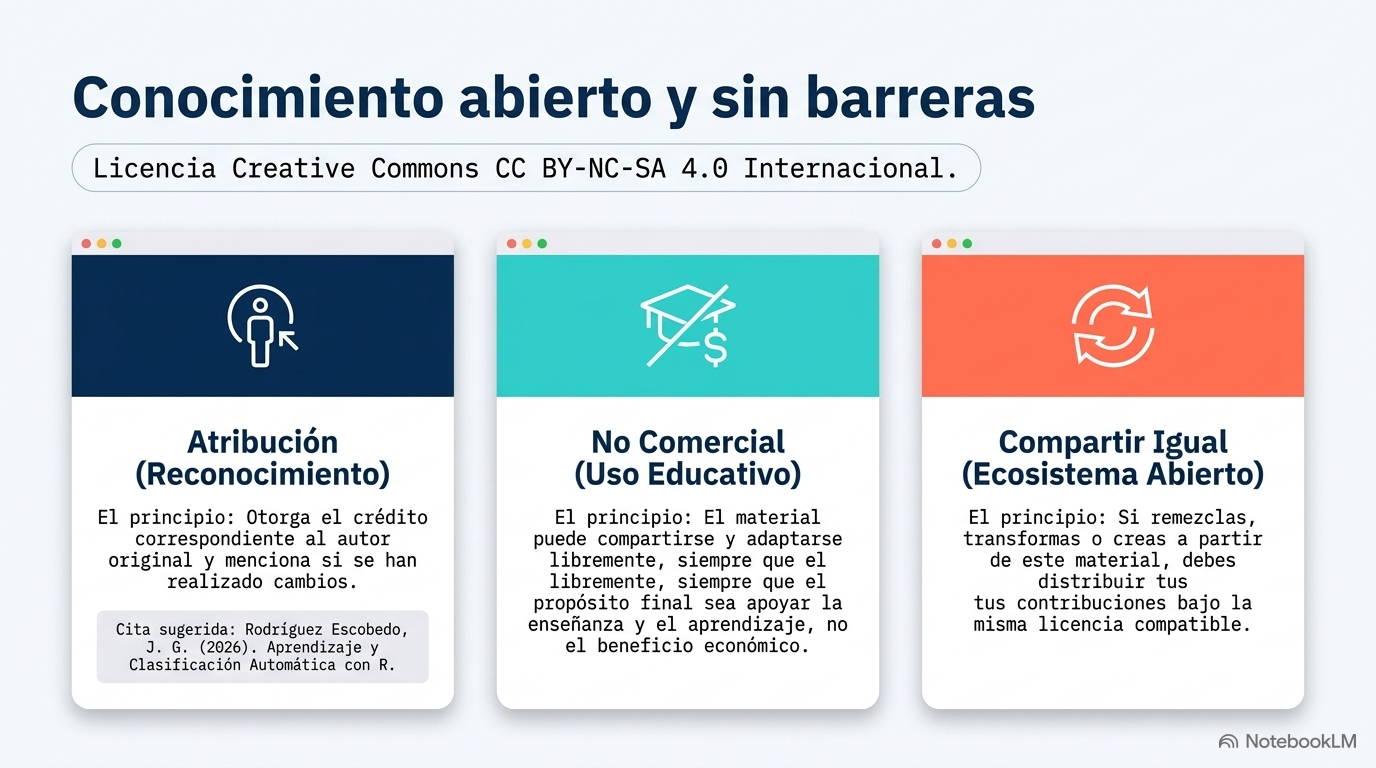 Conocimiento abierto y sin barreras
Licencia Creative Commons CC BY-NC-SA 4.0 Internacional.
Atribución
(Reconocimiento)
El principio: Otorga el crédito
correspondiente al autor
original y menciona si se han
realizado cambios.
Cita sugerida: Rodríguez Escobedo,
J. G. (2026). Aprendizaje y
Clasificación Automática con R.
$
No Comercial
(Uso Educativo)
El principio: El material
puede compartirse y adaptarse
libremente, siempre que el
libremente, siempre que el
propósito final sea apoyar la
enseñanza y el aprendizaje, no
el beneficio económico.
Compartir Igual
(Ecosistema Abierto)
El principio: Si remezclas,
transformas o creas a partir
de este material, debes
distribuir tus
tus contribuciones bajo la
misma licencia compatible.
NotebookLM